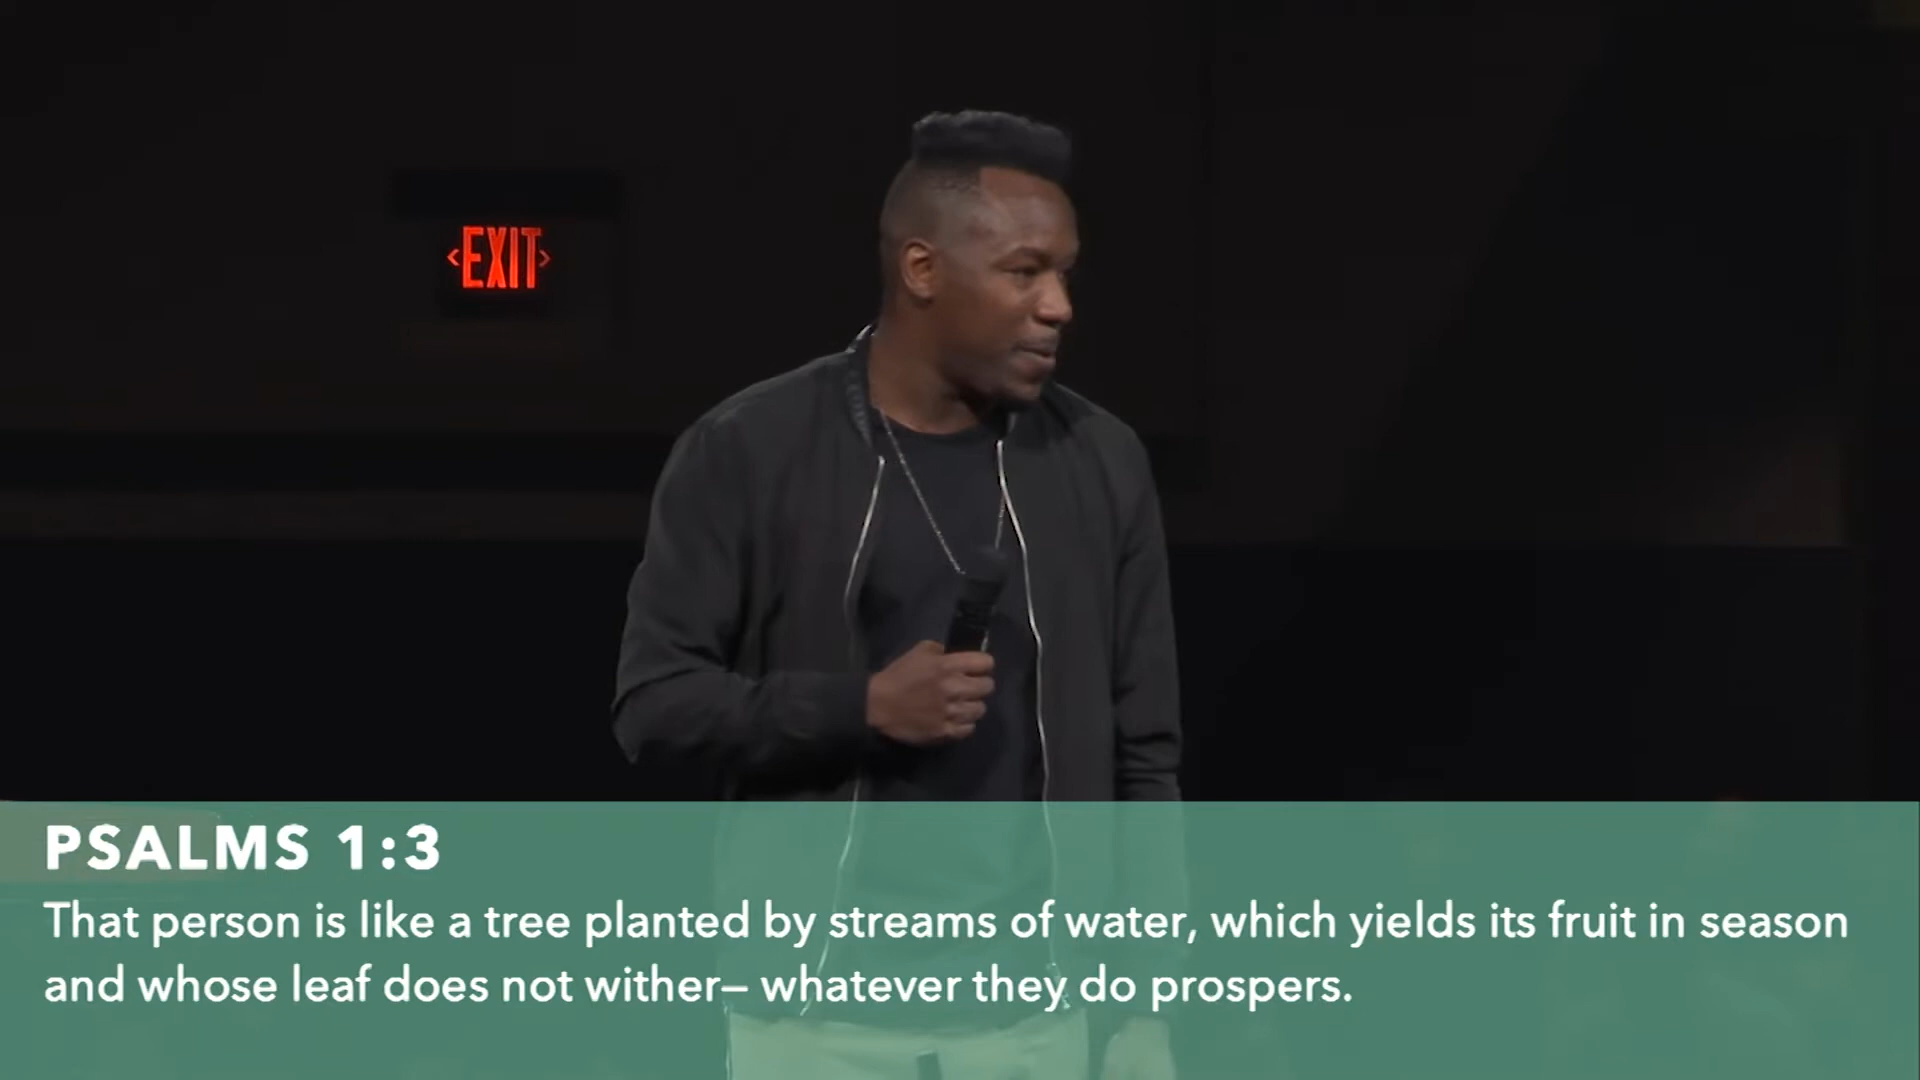 ‹EXIT›
PSALMS 1:3
That person is like a tree planted by streams of water, which yields its fruit in season
and whose leaf does not wither– whatever they do prospers.